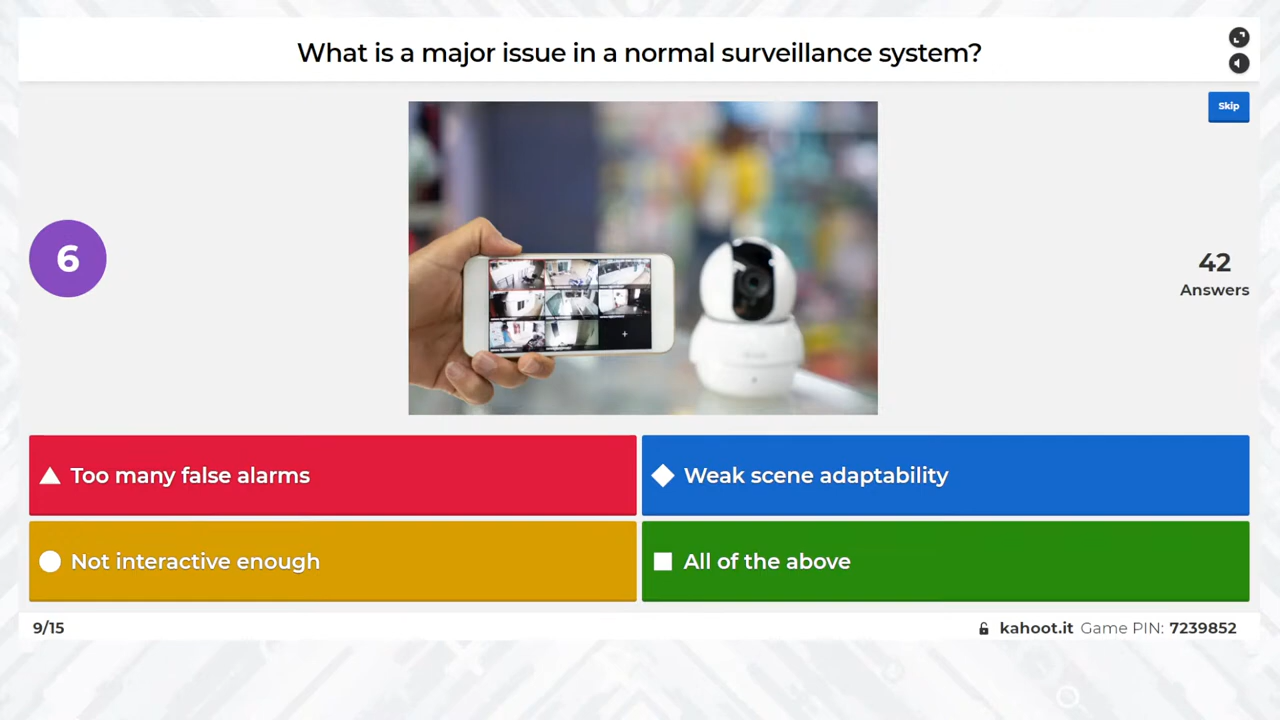 What is a major issue in a normal surveillance system?
Skip
6
42
Answers
+
Too many false alarms
Weak scene adaptability
Not interactive enough
All of the above
9/15
kahoot.it Game PIN: 7239852